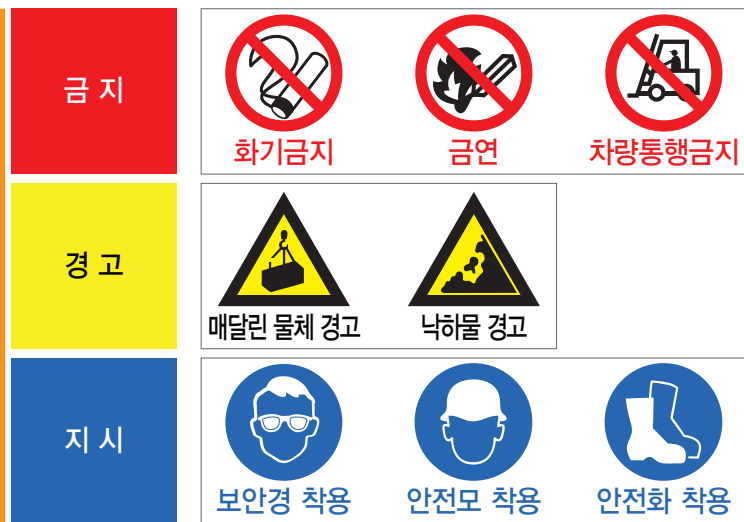 금 지
화기금지 금연 차량통행금지
경 고
매달린 물체 경고 낙하물 경고
지 시
보안경 착용 안전모 착용 안전화 착용